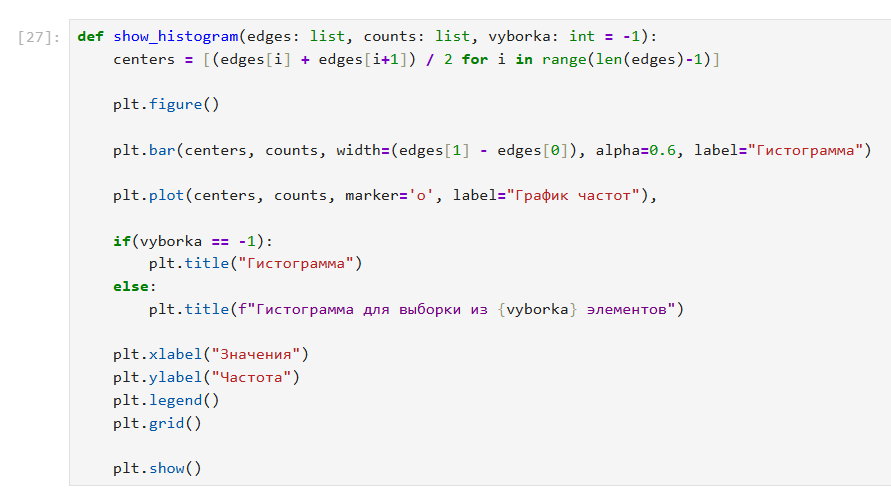 [27]: def show_histogram(edges: list, counts: list, vyborka: int = -1):
    centers = [(edges[i] + edges[i+1]) / 2 for i in range(len(edges)-1)]
    plt.figure()
    plt.bar(centers, counts, width=(edges[1] - edges[0]), alpha=0.6, label="Гистограмма")
    plt.plot(centers, counts, marker='o', label="График частот"),
    if(vyborka == -1):
        plt.title("Гистограмма")
    else:
        plt.title(f"Гистограмма для выборки из {vyborka} элементов")
    plt.xlabel("Значения")
    plt.ylabel("Частота")
    plt.legend()
    plt.grid()
    plt.show()